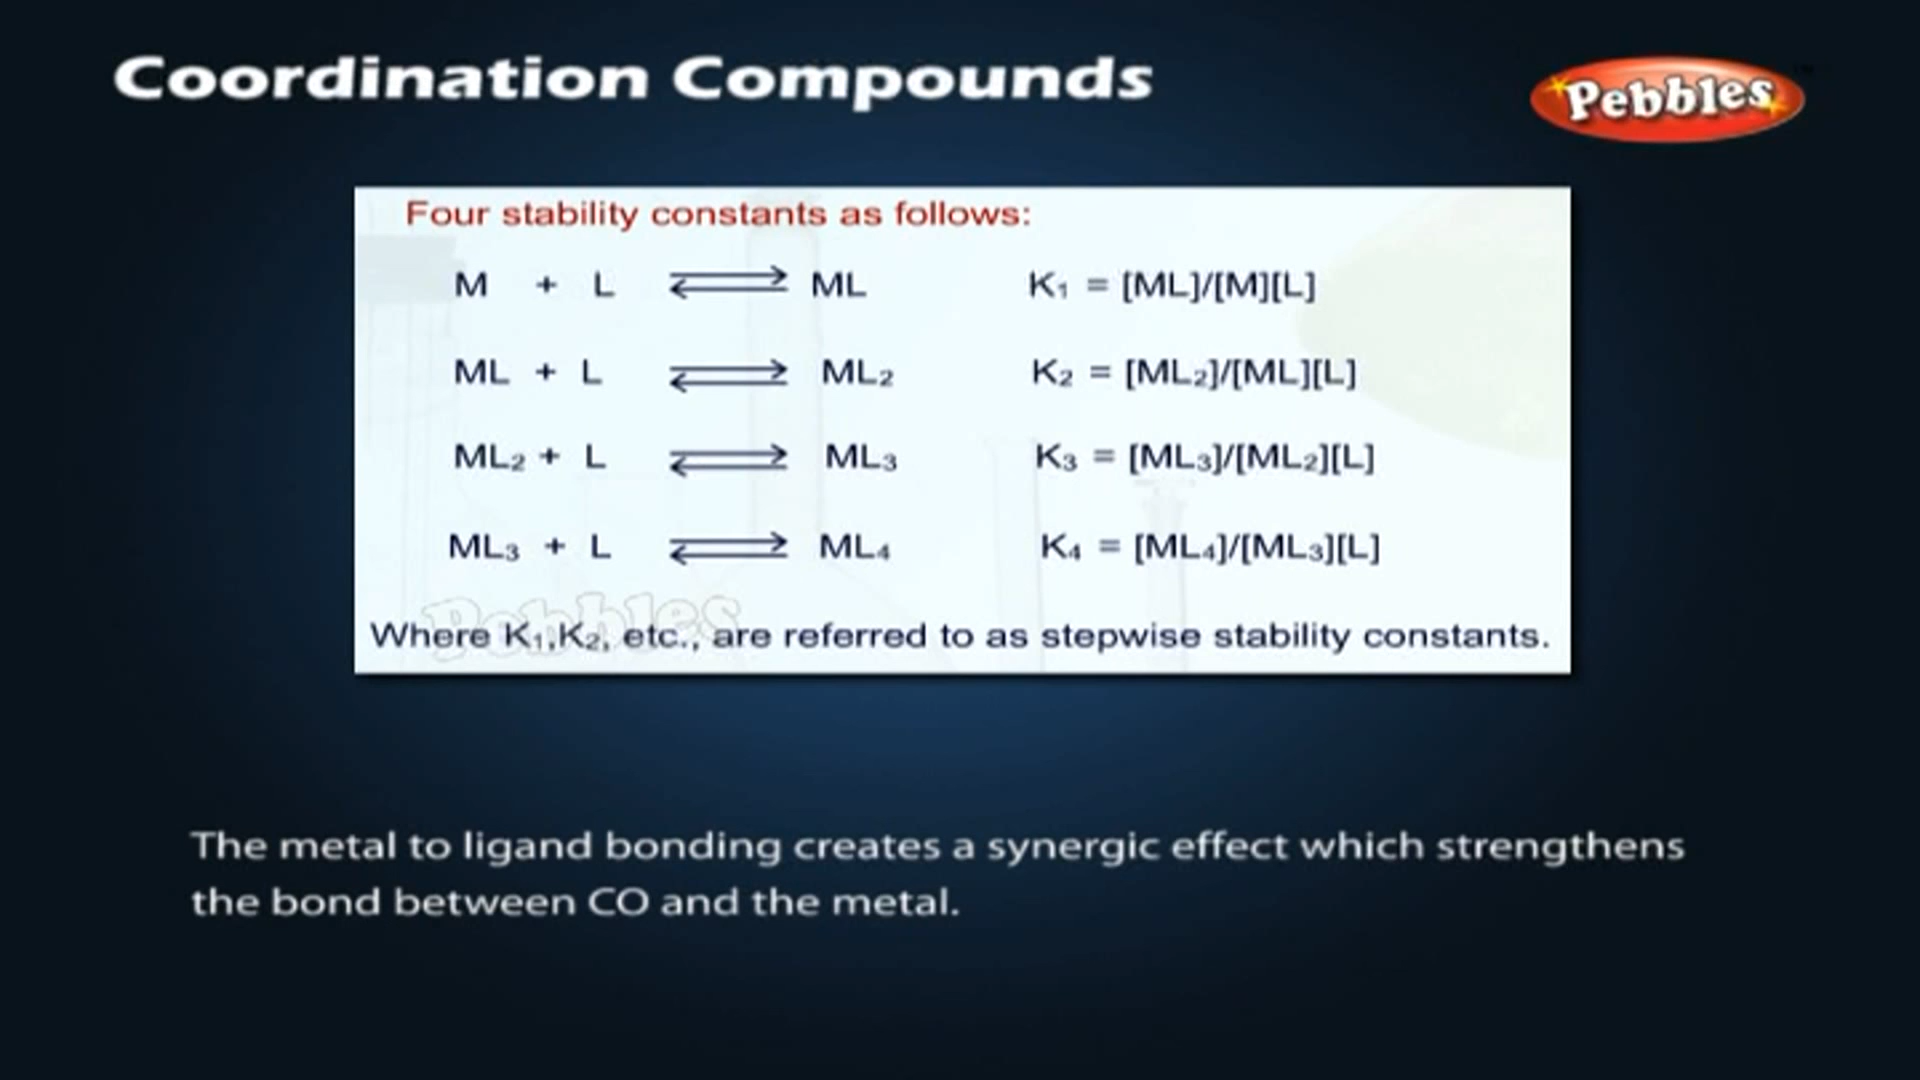 Coordination Compounds
Pebbles
Four stability constants as follows:
M + L ⇌ ML K₁ = [ML]/[M][L]
ML + L ⇌ ML₂ K₂ = [ML₂]/[ML][L]
ML₂ + L ⇌ ML₃ K₃ = [ML₃]/[ML₂][L]
ML₃ + L ⇌ ML₄ K₄ = [ML₄]/[ML₃][L]
Pebbles
Where K₁,K₂, etc., are referred to as stepwise stability constants.
The metal to ligand bonding creates a synergic effect which strengthens
the bond between CO and the metal.